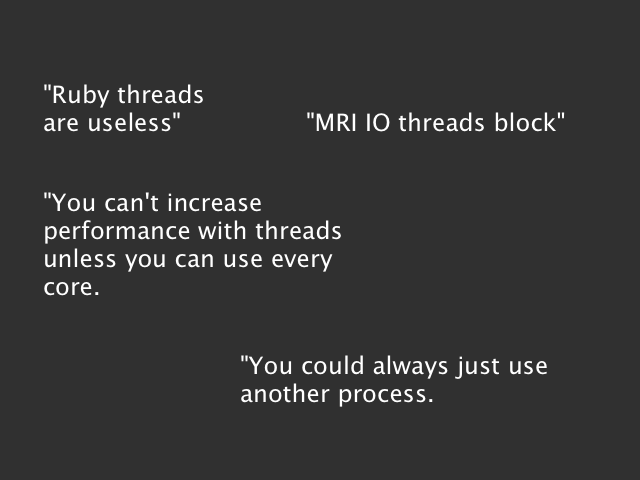 "Ruby threads
are useless"
"MRI IO threads block"
"You can't increase
performance with threads
unless you can use every
core.
"You could always just use
another process.